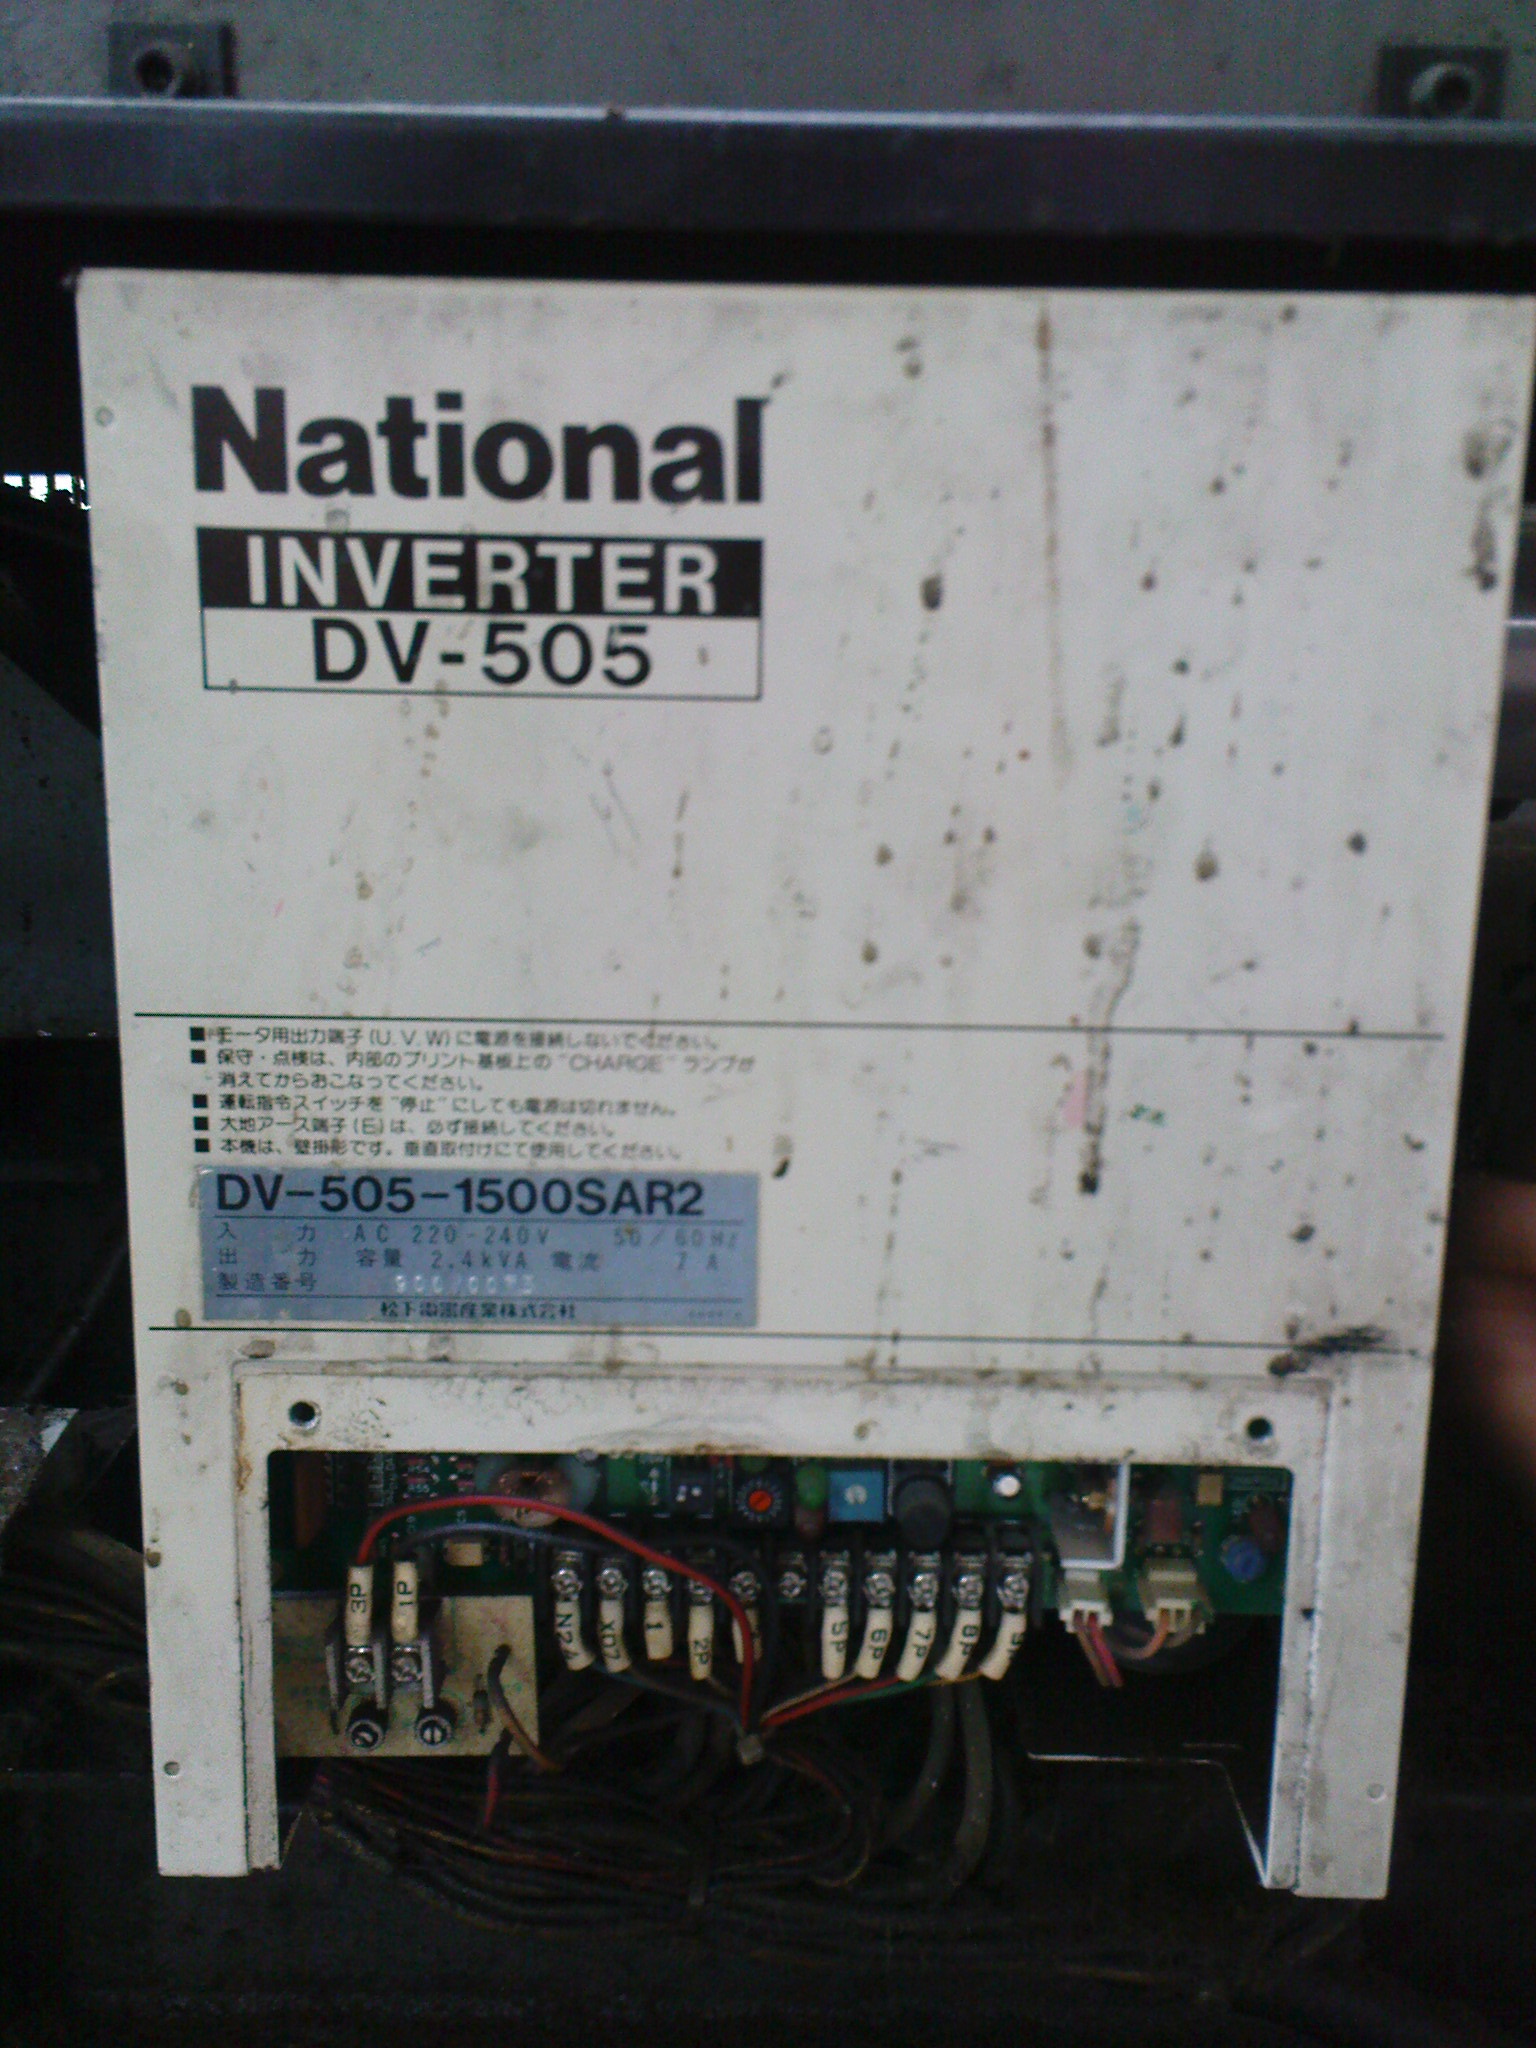 National
INVERTER
DV-505
■ モータ用出力端子(U.V.W)に電源を接続しないでください。
■ 保守・点検は、内部のプリント基板上の"CHARGE"ランプが
消えてからおこなってください。
■ 運転指令スイッチを"停止"にしても電源は切れません。
■ 大地アース端子(E)は、必ず接続してください。
■ 本機は、壁掛形です。垂直取付けにて使用してください。
DV-505-1500SAR2
入 力 AC 220-240V 50/60Hz
出 力 容量 2.4kVA 電流 7A
製造番号
松下電器産業株式会社
3P 1P
N24 X07 1 2P 5P 6P 7P 8P